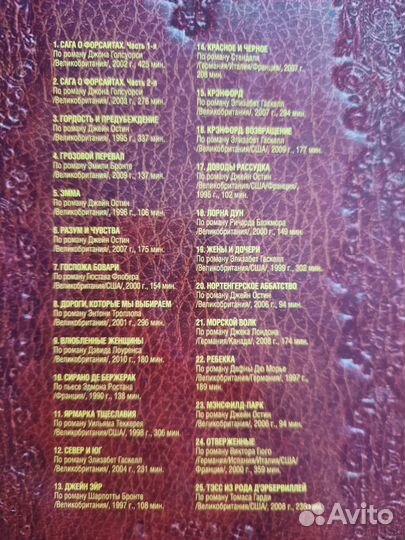 1. САГА О ФОРСАЙТАХ. Часть 1-я
По роману Джона Голсуорси
/Великобритания/, 2002 г., 425 мин.
2. САГА О ФОРСАЙТАХ. Часть 2-я
По роману Джона Голсуорси
/Великобритания/, 2003 г., 276 мин.
3. ГОРДОСТЬ И ПРЕДУБЕЖДЕНИЕ
По роману Джейн Остин
/Великобритания/, 1995 г., 337 мин.
4. ГРОЗОВОЙ ПЕРЕВАЛ
По роману Эмили Бронте
/Великобритания/, 2009 г., 137 мин.
5. ЭММА
По роману Джейн Остин
/Великобритания/, 1996 г., 106 мин.
6. РАЗУМ И ЧУВСТВА
По роману Джейн Остин
/Великобритания/, 2007 г., 175 мин.
7. ГОСПОЖА БОВАРИ
По роману Гюстава Флобера
/Великобритания/США/, 2000 г., 154 мин.
8. ДОРОГИ, КОТОРЫЕ МЫ ВЫБИРАЕМ
По роману Энтони Троллопа
/Великобритания/, 2001 г., 296 мин.
9. ВЛЮБЛЕННЫЕ ЖЕНЩИНЫ
По роману Дэвида Лоуренса
/Великобритания/, 2010 г., 180 мин.
10. СИРАНО ДЕ БЕРЖЕРАК
По пьесе Эдмона Ростана
/Франция/, 1990 г., 138 мин.
11. ЯРМАРКА ТЩЕСЛАВИЯ
По роману Уильяма Теккерея
/Великобритания/США/, 1998 г., 306 мин.
12. СЕВЕР И ЮГ
По роману Элизабет Гаскелл
/Великобритания/, 2004 г., 231 мин.
13. ДЖЕЙН ЭЙР
По роману Шарлотты Бронте
/Великобритания/, 1997 г., 108 мин.
14. КРАСНОЕ И ЧЕРНОЕ
По роману Стендаля
/Германия/Италия/Франция/, 2007 г.,
208 мин.
15. КРЭНФОРД
По роману Элизабет Гаскелл
/Великобритания/, 2007 г., 294 мин.
16. КРЭНФОРД. ВОЗВРАЩЕНИЕ
По роману Элизабет Гаскелл
/Великобритания/США/, 2009 г., 177 мин.
17. ДОВОДЫ РАССУДКА
По роману Джейн Остин
/Великобритания/США/Франция/,
1995 г., 102 мин.
18. ЛОРНА ДУН
По роману Ричарда Блэкмора
/Великобритания/, 2000 г., 149 мин.
19. ЖЕНЫ И ДОЧЕРИ
По роману Элизабет Гаскелл
/Великобритания/США/, 1999 г., 302 мин.
20. НОРТЕНГЕРСКОЕ АББАТСТВО
По роману Джейн Остин
/Великобритания/, 2006 г., 94 мин.
21. МОРСКОЙ ВОЛК
По роману Джека Лондона
/Германия/Канада/, 2008 г., 174 мин.
22. РЕБЕККА
По роману Дафны Дю Морье
/Великобритания/Германия/, 1997 г.,
189 мин.
23. МЭНСФИЛД-ПАРК
По роману Джейн Остин
/Великобритания/, 2006 г., 94 мин.
24. ОТВЕРЖЕННЫЕ
По роману Виктора Гюго
/Германия/Испания/Италия/США/
Франция/, 2000 г., 359 мин.
25. ТЭСС ИЗ РОДА Д'ЭРБЕРВИЛЛЕЙ
По роману Томаса Гарди
/Великобритания/США/, 2008 г., 235 мин.
Avito